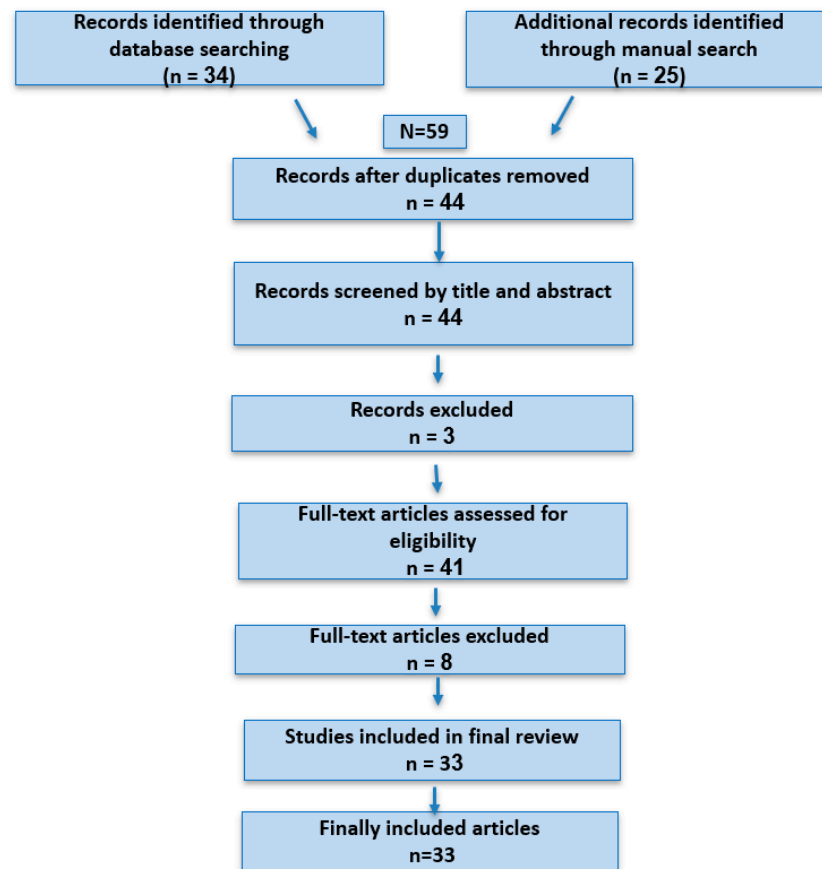 Records identified through
database searching
(n = 34)
Additional records identified
through manual search
(n = 25)
N=59
Records after duplicates removed
n = 44
Records screened by title and abstract
n = 44
Records excluded
n = 3
Full-text articles assessed for
eligibility
n = 41
Full-text articles excluded
n = 8
Studies included in final review
n = 33
Finally included articles
n=33